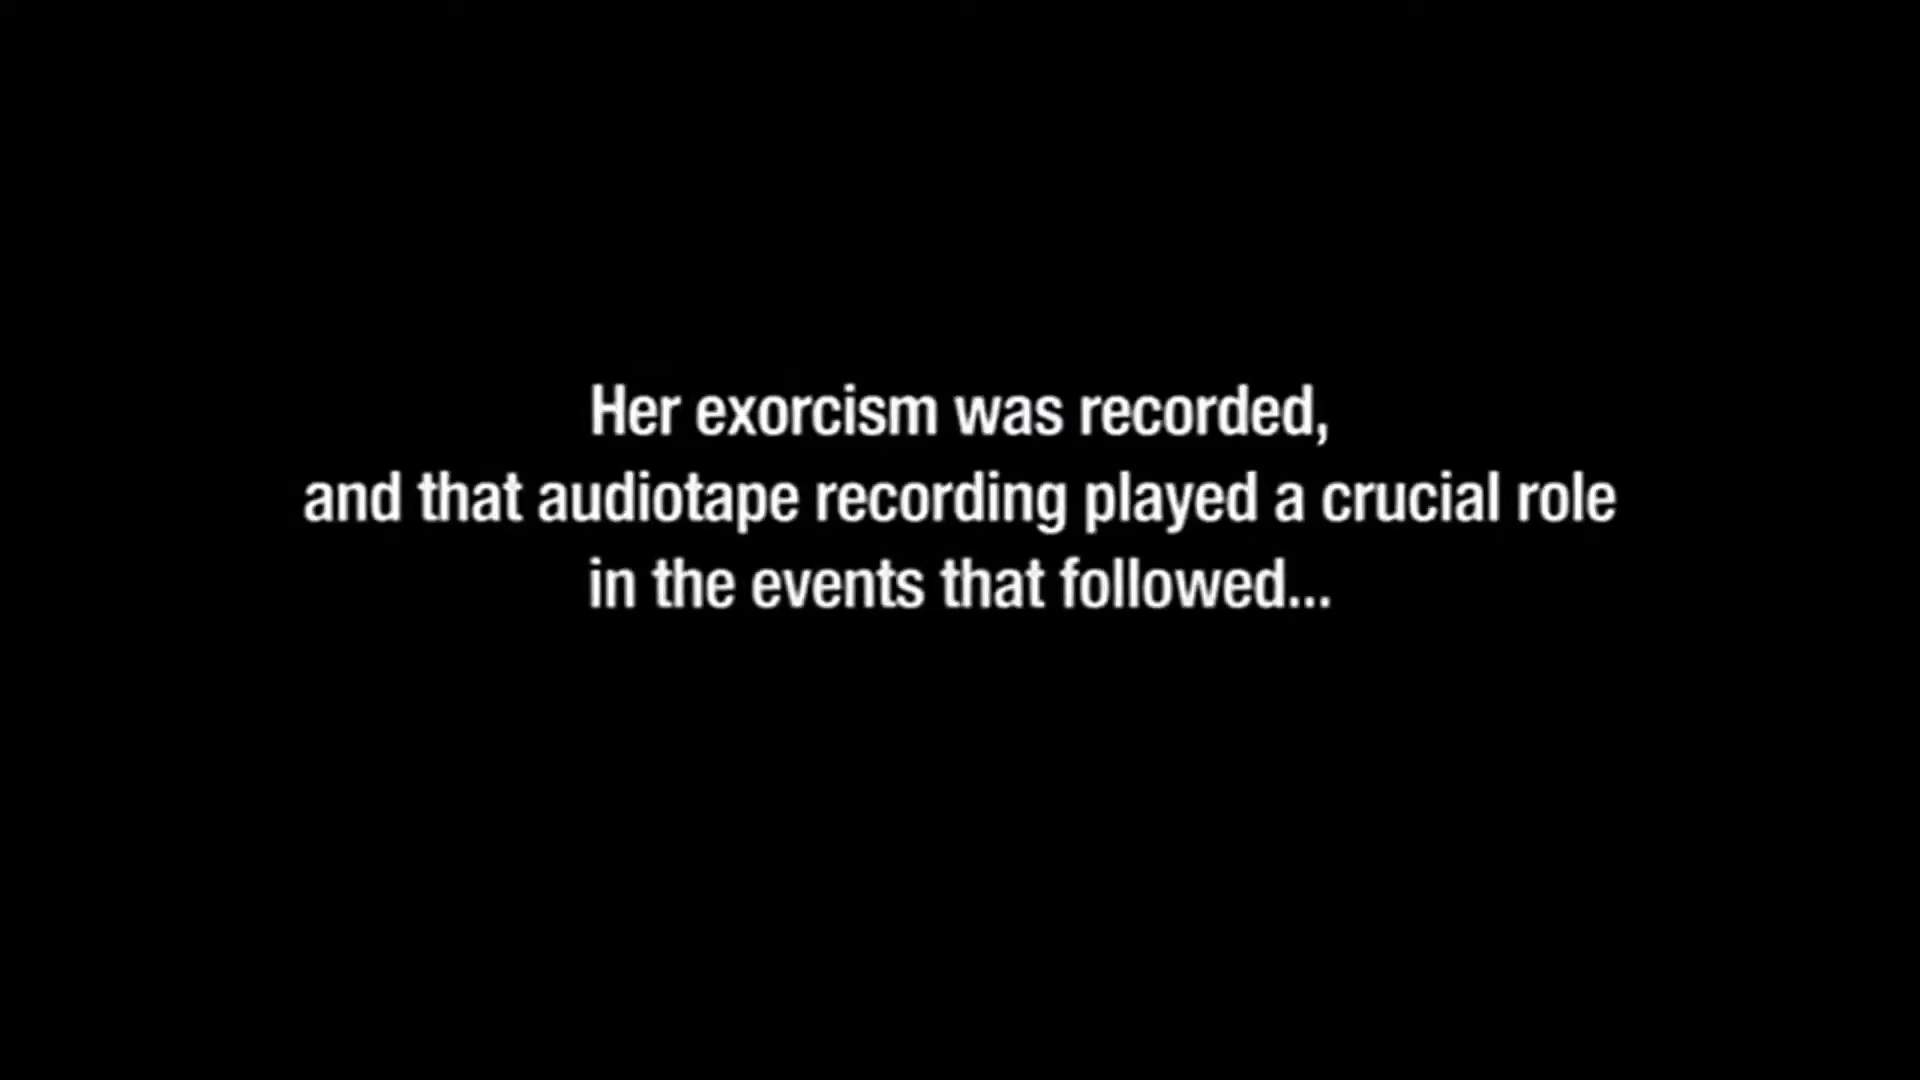 Her exorcism was recorded,
and that audiotape recording played a crucial role
in the events that followed...